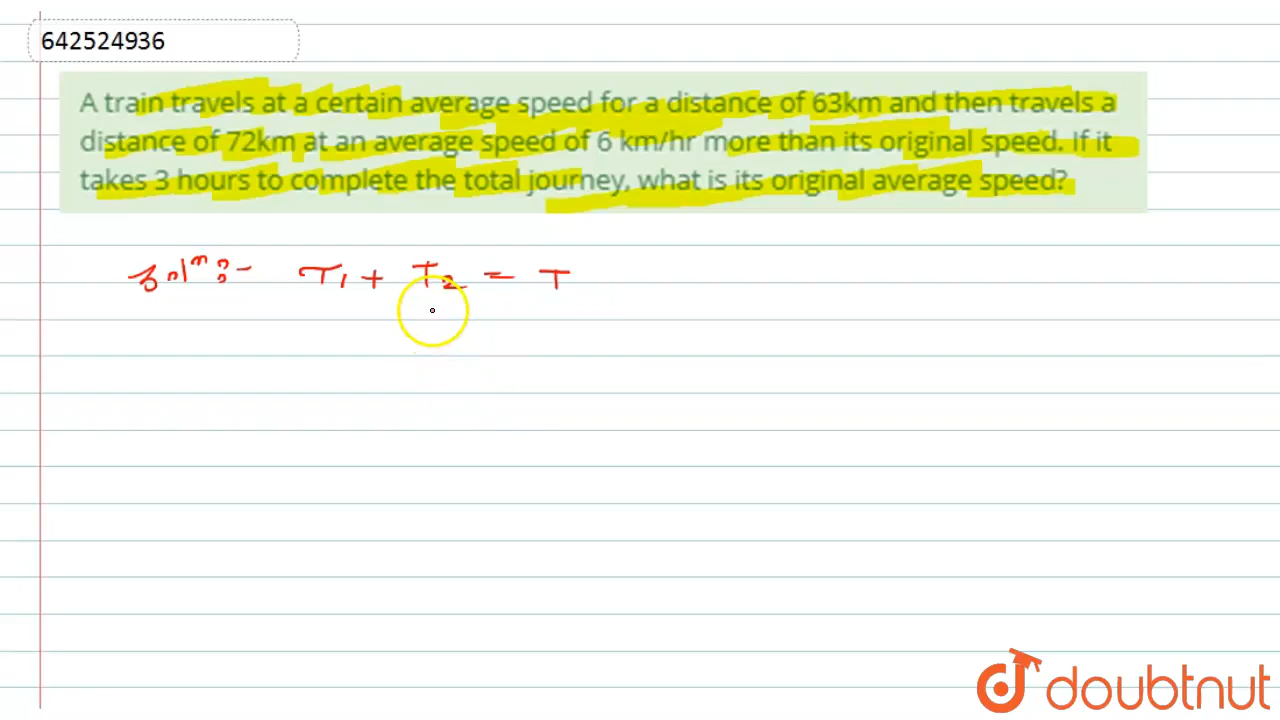 642524936
A train travels at a certain average speed for a distance of 63km and then travels a
distance of 72km at an average speed of 6 km/hr more than its original speed. If it
takes 3 hours to complete the total journey, what is its original average speed?
Solⁿ :- T₁ + T₂ = T
doubtnut